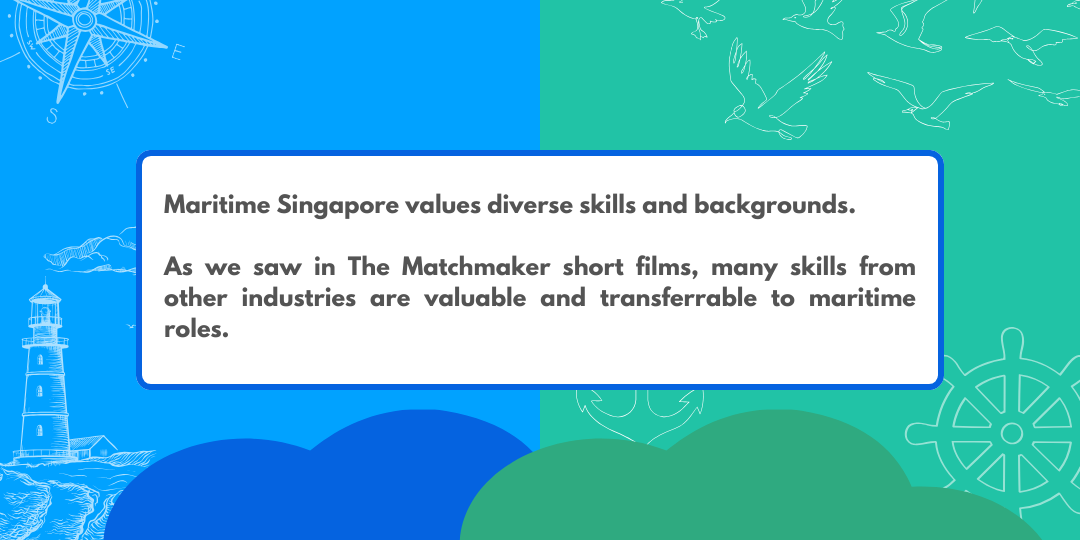 E
SE
S
Maritime Singapore values diverse skills and backgrounds.
As we saw in The Matchmaker short films, many skills from
other industries are valuable and transferrable to maritime
roles.